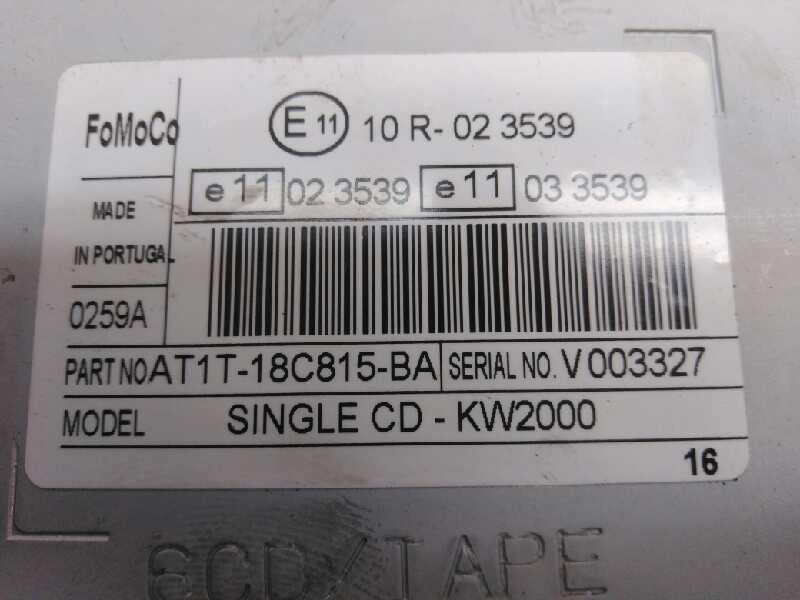 FoMoCo
E 11 10 R- 02 3539
e 11 02 3539 e 11 03 3539
MADE
IN PORTUGAL
0259A
PART NO AT1T-18C815-BA SERIAL NO. V 003327
MODEL SINGLE CD - KW2000
16
6CD/TAPE